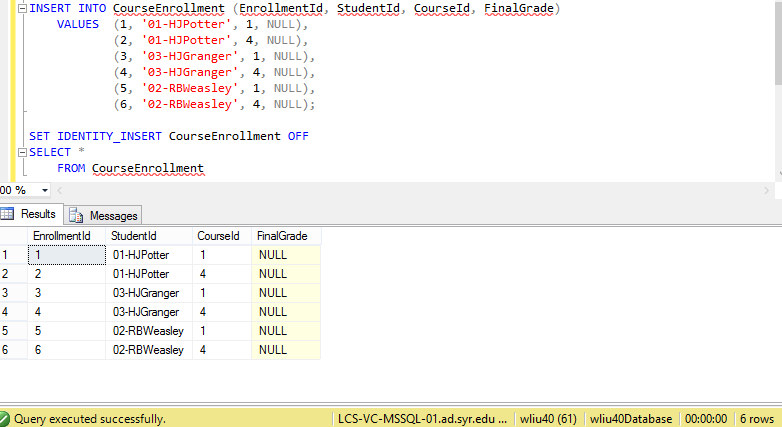 INSERT INTO CourseEnrollment (EnrollmentId, StudentId, CourseId, FinalGrade)
VALUES (1, '01-HJPotter', 1, NULL),
(2, '01-HJPotter', 4, NULL),
(3, '03-HJGranger', 1, NULL),
(4, '03-HJGranger', 4, NULL),
(5, '02-RBWeasley', 1, NULL),
(6, '02-RBWeasley', 4, NULL);
SET IDENTITY_INSERT CourseEnrollment OFF
SELECT *
FROM CourseEnrollment
00 %
Results Messages
EnrollmentId StudentId CourseId FinalGrade
1 1 01-HJPotter 1 NULL
2 2 01-HJPotter 4 NULL
3 3 03-HJGranger 1 NULL
4 4 03-HJGranger 4 NULL
5 5 02-RBWeasley 1 NULL
6 6 02-RBWeasley 4 NULL
Query executed successfully. LCS-VC-MSSQL-01.ad.syr.edu ... wliu40 (61) wliu40Database 00:00:00 6 rows